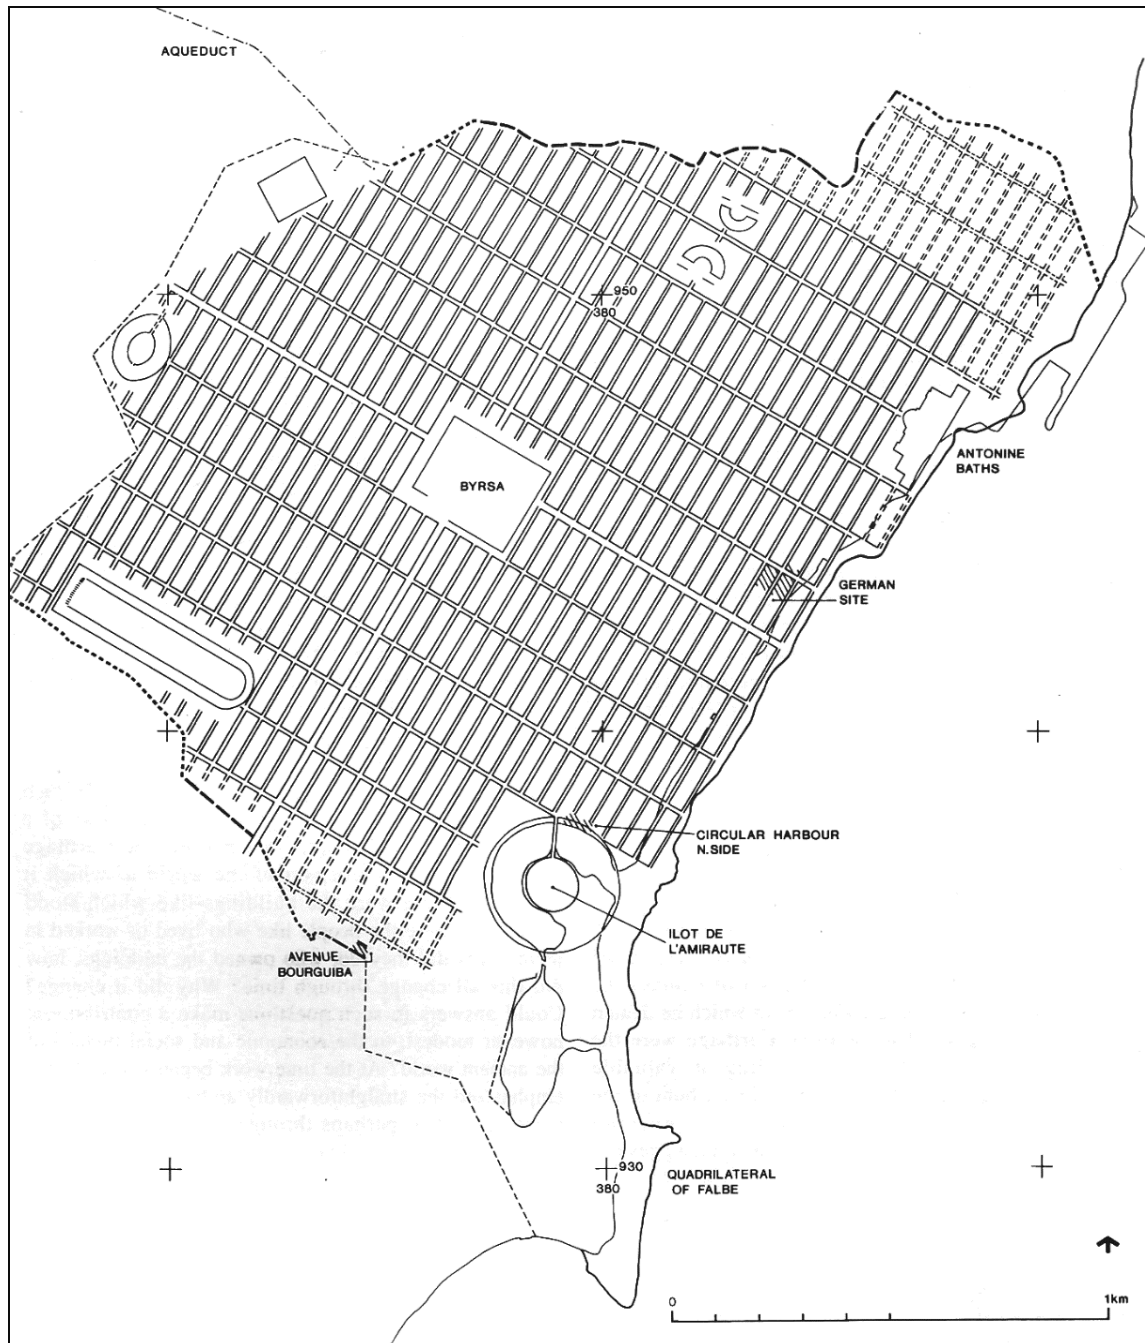 AQUEDUCT
950
380
ANTONINE
BATHS
BYRSA
GERMAN
SITE
CIRCULAR HARBOUR
N.SIDE
ILOT DE
L'AMIRAUTE
AVENUE
BOURGUIBA
930
380
QUADRILATERAL
OF FALBE
0
1km